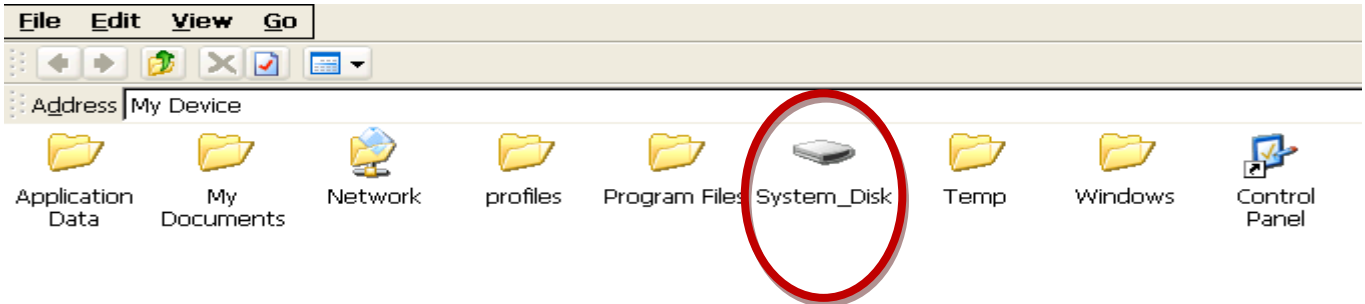 File Edit View Go
Address My Device
Application Data
My Documents
Network
profiles
Program Files
System_Disk
Temp
Windows
Control Panel